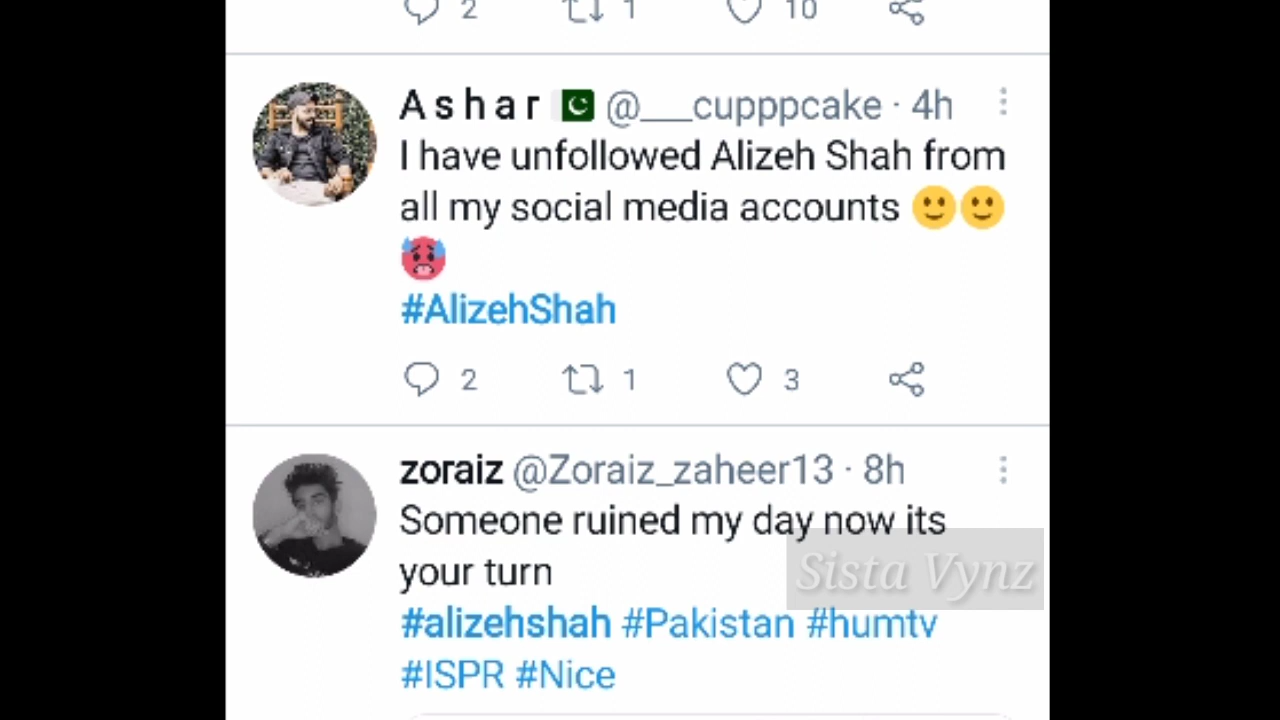 2 1 10
Ashar @___cupppcake · 4h
I have unfollowed Alizeh Shah from
all my social media accounts 🙂🙂
🥵
#AlizehShah
2 1 3
zoraiz @Zoraiz_zaheer13 · 8h
Someone ruined my day now its
your turn
Sista Vynz
#alizehshah #Pakistan #humtv
#ISPR #Nice